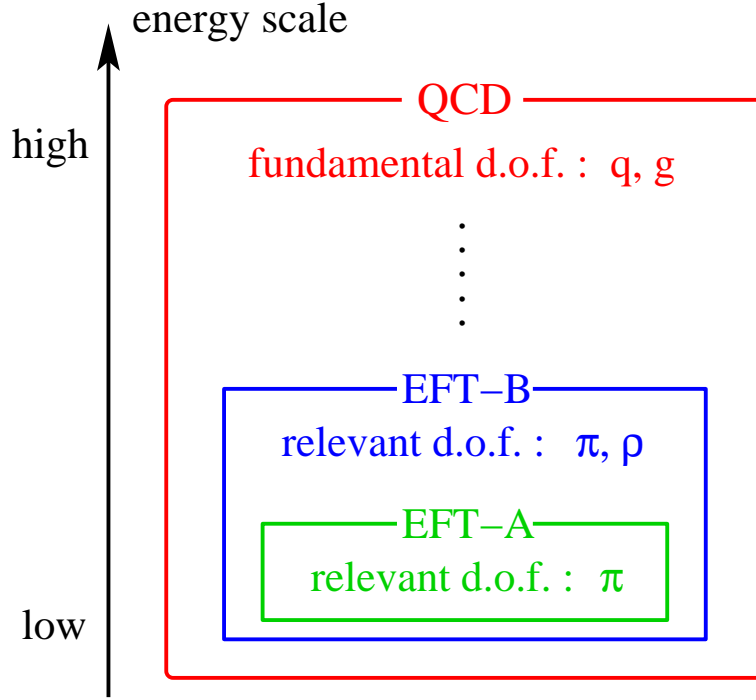 energy scale
QCD
high
fundamental d.o.f. : q, g
EFT–B
relevant d.o.f. : π, ρ
EFT–A
relevant d.o.f. : π
low